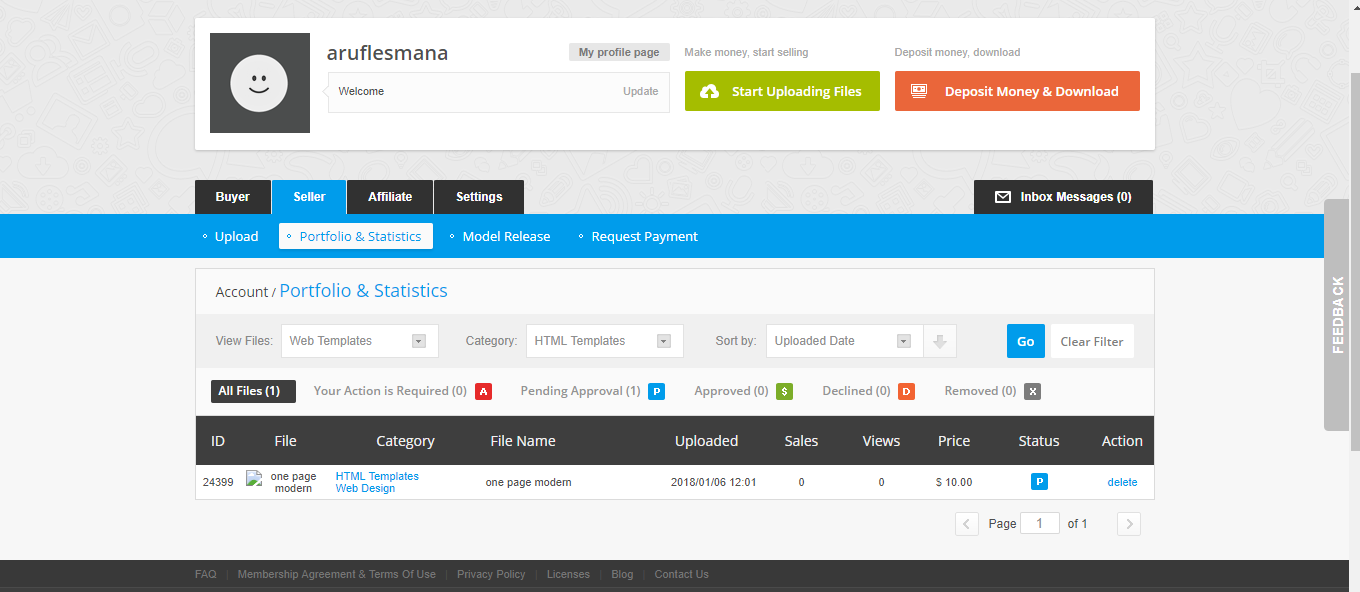 aruflesmana
My profile page
Make money, start selling
Deposit money, download
Welcome
Update
Start Uploading Files
Deposit Money & Download
Buyer
Seller
Affiliate
Settings
Inbox Messages (0)
Upload
Portfolio & Statistics
Model Release
Request Payment
FEEDBACK
Account / Portfolio & Statistics
View Files:
Web Templates
Category:
HTML Templates
Sort by:
Uploaded Date
Go
Clear Filter
All Files (1)
Your Action is Required (0) A
Pending Approval (1) P
Approved (0) $
Declined (0) D
Removed (0) X
ID File Category File Name Uploaded Sales Views Price Status Action
24399
one page
modern
HTML Templates
Web Design
one page modern
2018/01/06 12:01
0
0
$ 10.00
P
delete
Page 1 of 1
FAQ | Membership Agreement & Terms Of Use | Privacy Policy | Licenses | Blog | Contact Us